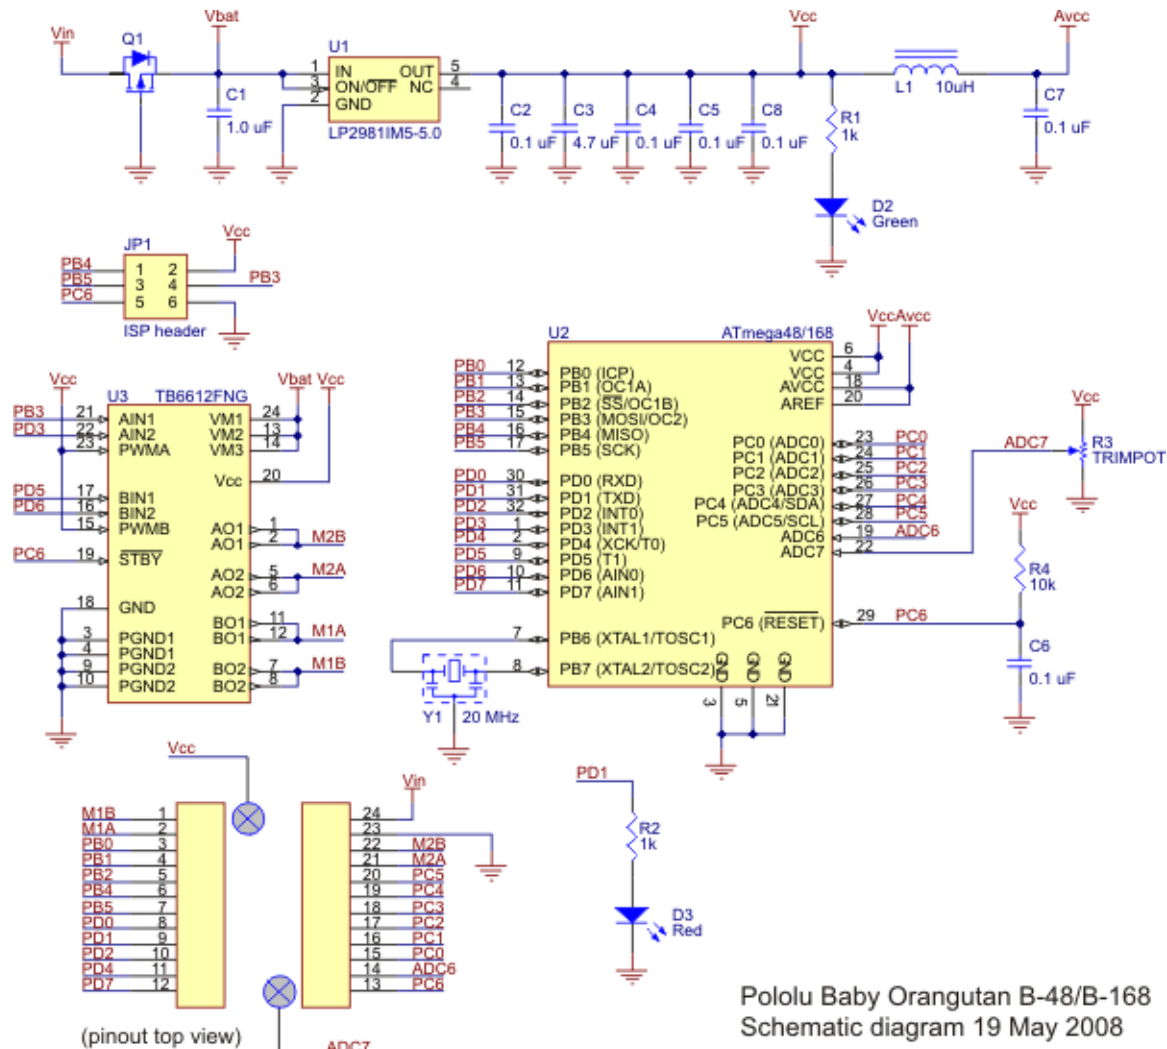 Vin
Q1
Vbat
U1
1 IN OUT 5
3 ON/OFF NC 4
2 GND
LP2981IM5-5.0
C1
1.0 uF
C2
0.1 uF
C3
4.7 uF
C4
0.1 uF
C5
0.1 uF
C8
0.1 uF
Vcc
R1
1k
D2
Green
L1 10uH
Avcc
C7
0.1 uF
JP1
Vcc
PB4 1 2
PB5 3 4 PB3
PC6 5 6
ISP header
Vcc
U3 TB6612FNG
Vbat Vcc
PB3 21 AIN1 VM1 24
PD3 22 AIN2 VM2 13
23 PWMA VM3 14
Vcc 20
PD5 17 BIN1
PD6 16 BIN2
15 PWMB AO1 1
AO1 2 M2B
PC6 19 STBY
AO2 5 M2A
AO2 6
18 GND
BO1 11
3 PGND1 BO1 12 M1A
4 PGND1
9 PGND2 BO2 7 M1B
10 PGND2 BO2 8
U2 ATmega48/168
Vcc Avcc
VCC 6
VCC 4
AVCC 18
AREF 20
PB0 12 PB0 (ICP)
PB1 13 PB1 (OC1A)
PB2 14 PB2 (SS/OC1B)
PB3 15 PB3 (MOSI/OC2)
PB4 16 PB4 (MISO)
PB5 17 PB5 (SCK)
PD0 30 PD0 (RXD)
PD1 31 PD1 (TXD)
PD2 32 PD2 (INT0)
PD3 1 PD3 (INT1)
PD4 2 PD4 (XCK/T0)
PD5 9 PD5 (T1)
PD6 10 PD6 (AIN0)
PD7 11 PD7 (AIN1)
7 PB6 (XTAL1/TOSC1)
8 PB7 (XTAL2/TOSC2)
PC0 (ADC0) 23 PC0
PC1 (ADC1) 24 PC1
PC2 (ADC2) 25 PC2
PC3 (ADC3) 26 PC3
PC4 (ADC4/SDA) 27 PC4
PC5 (ADC5/SCL) 28 PC5
ADC6 19 ADC6
ADC7 22
PC6 (RESET) 29 PC6
GND GND GND
3 5 21
Y1 20 MHz
ADC7
Vcc
R3
TRIMPOT
Vcc
R4
10k
C6
0.1 uF
Vcc
M1B 1
M1A 2
PB0 3
PB1 4
PB2 5
PB4 6
PB5 7
PD0 8
PD1 9
PD2 10
PD4 11
PD7 12
Vin
24
23
22 M2B
21 M2A
20 PC5
19 PC4
18 PC3
17 PC2
16 PC1
15 PC0
14 ADC6
13 PC6
(pinout top view)
ADC7
PD1
R2
1k
D3
Red
Pololu Baby Orangutan B-48/B-168
Schematic diagram 19 May 2008